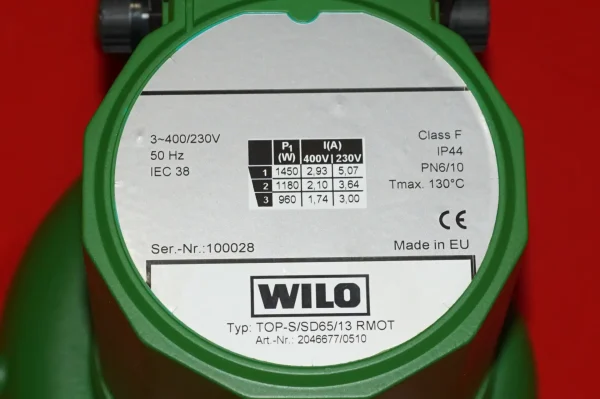 3~400/230V
50 Hz
IEC 38
P1 (W) I(A)
400V 230V
1 1450 2,93 5,07
2 1180 2,10 3,64
3 960 1,74 3,00
Class F
IP44
PN6/10
Tmax. 130°C
CE
Ser.-Nr.:100028
Made in EU
WILO
Typ: TOP-S/SD65/13 RMOT
Art.-Nr.: 2046677/0510